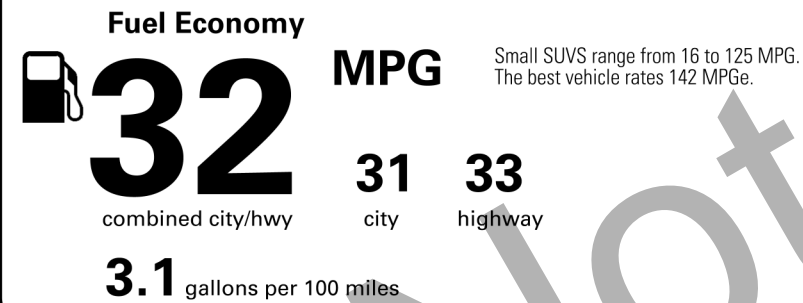 Fuel Economy
32 MPG
Small SUVS range from 16 to 125 MPG.
The best vehicle rates 142 MPGe.
31 33
combined city/hwy city highway
3.1 gallons per 100 miles
Not